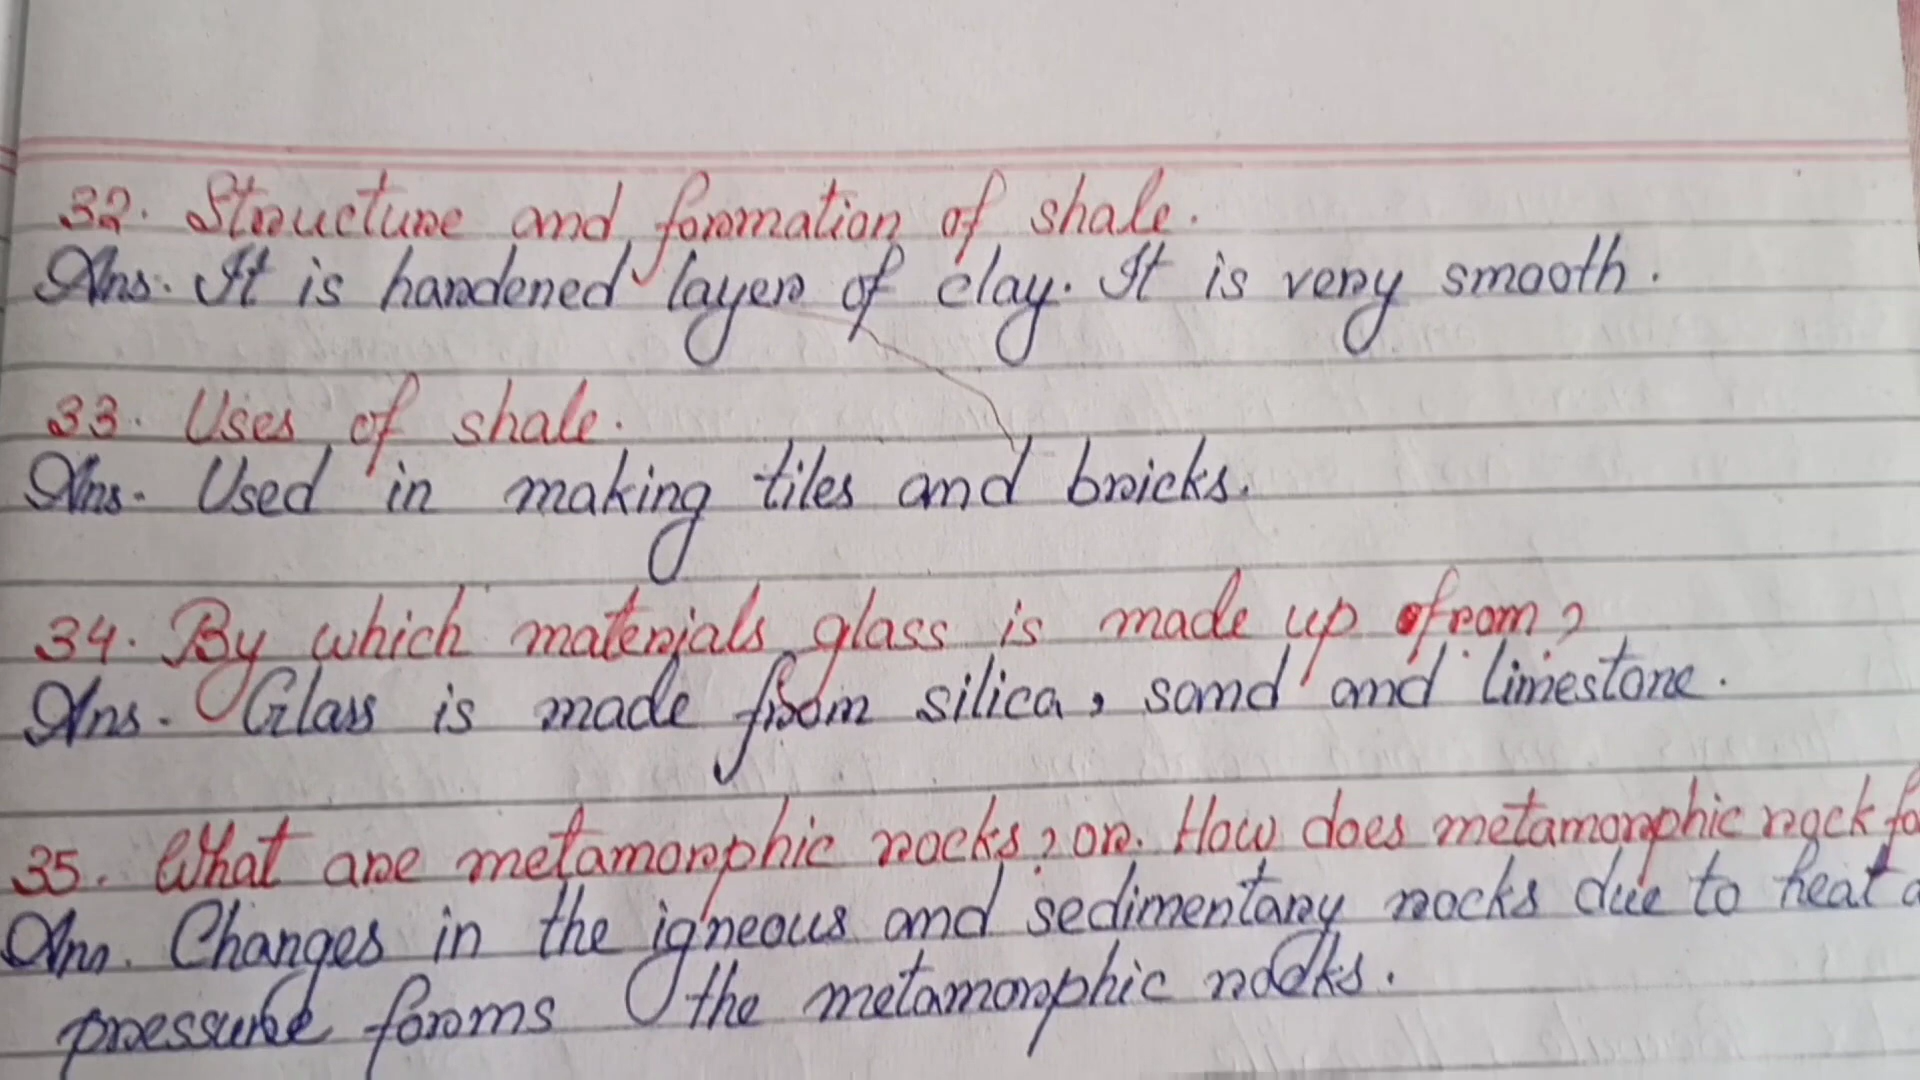 32. Structure and formation of shale.
Ans. It is hardened layer of clay. It is very smooth.
33. Uses of shale.
Ans. Used in making tiles and bricks.
34. By which materials glass is made up from?
Ans. Glass is made from silica, sand and limestone.
35. What are metamorphic rocks? or. How does metamorphic rock fo
Ans. Changes in the igneous and sedimentary rocks due to heat a
pressure forms the metamorphic rocks.